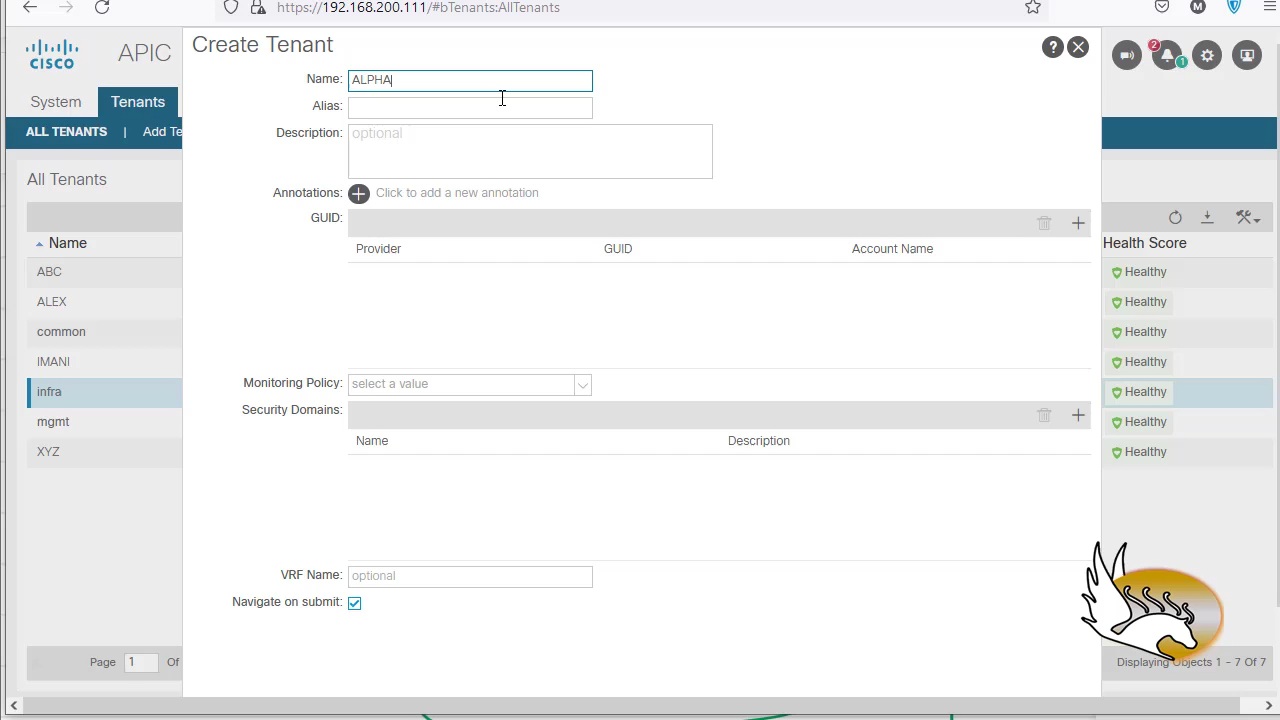 https://192.168.200.111/#bTenants:AllTenants
M
CISCO
APIC
Create Tenant
?
2
1
System
Tenants
ALL TENANTS | Add Te
Name: ALPHA
Alias:
Description: optional
Annotations: Click to add a new annotation
GUID:
Provider GUID Account Name
Monitoring Policy: select a value
Security Domains:
Name Description
VRF Name: optional
Navigate on submit:
All Tenants
Name
Health Score
ABC Healthy
ALEX Healthy
common Healthy
IMANI Healthy
infra Healthy
mgmt Healthy
XYZ Healthy
Page 1 Of
Displaying Objects 1 - 7 Of 7